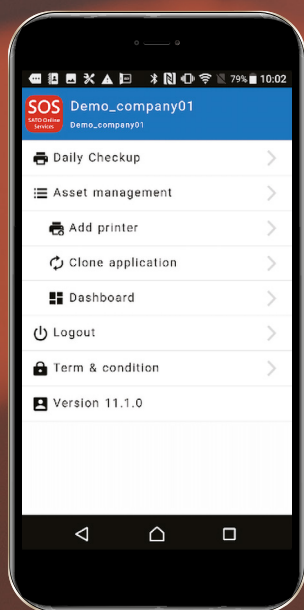 79% 10:02
SOS
SATO Online
Services
Demo_company01
Demo_company01
Daily Checkup
Asset management
Add printer
Clone application
Dashboard
Logout
Term & condition
Version 11.1.0